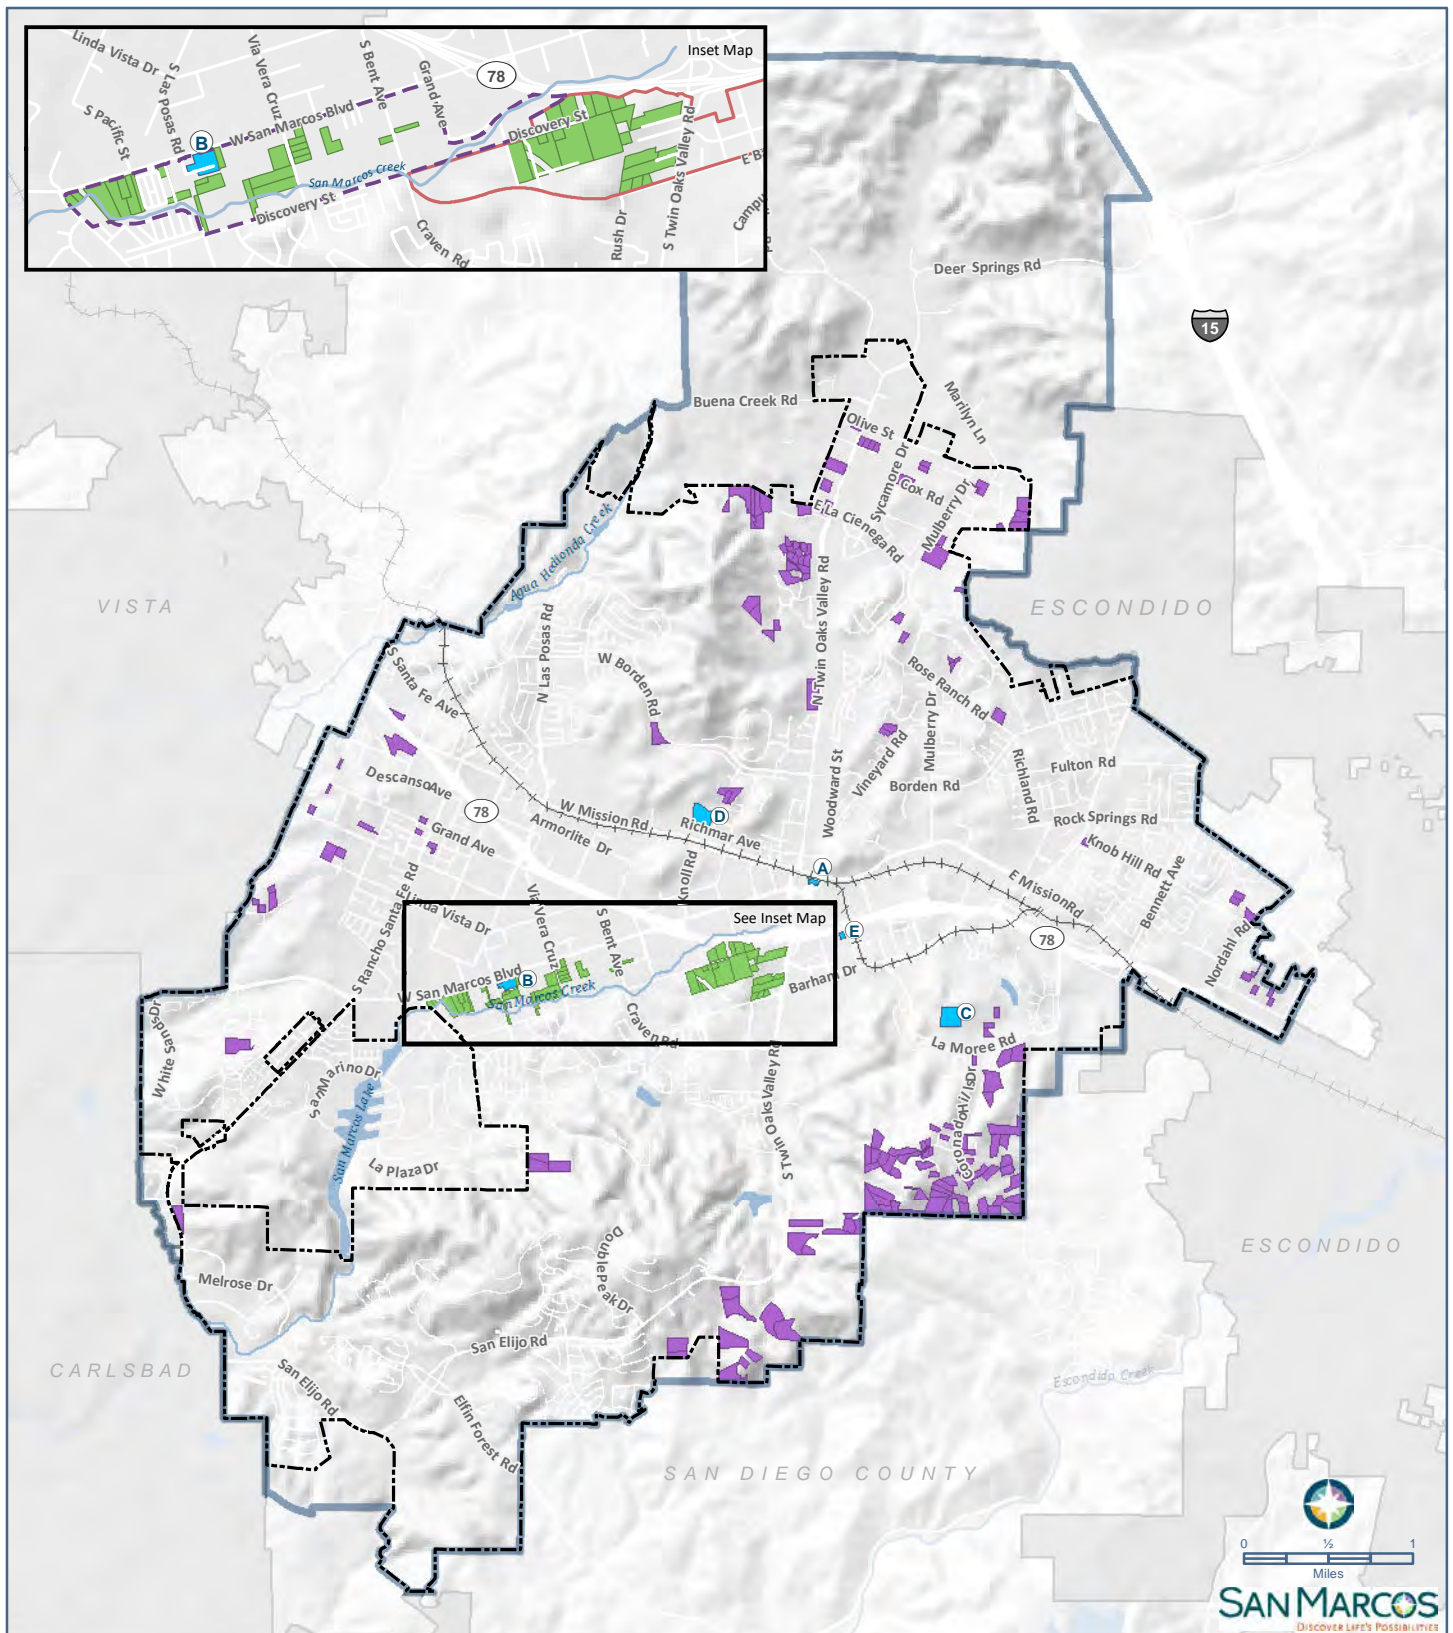 Inset Map
Linda Vista Dr
S Las Posas Rd
Via Vera Cruz
S Bent Ave
Grand Ave
78
S Pacific St
B
W San Marcos Blvd
Discovery St
San Marcos Creek
Discovery St
Craven Rd
Rush Dr
S Twin Oaks Valley Rd
E Ba
Campu
Rd
Deer Springs Rd
15
Buena Creek Rd
Marilyn Ln
Olive St
Sycamore Dr
Cox Rd
Mulberry Dr
E La Cienega Rd
Agua Hedionda Creek
VISTA
ESCONDIDO
N Las Posas Rd
W Borden Rd
N Twin Oaks Valley Rd
S Santa Fe Ave
Rose Ranch Rd
Mulberry Dr
Vineyard Rd
Woodward St
Borden Rd
Richland Rd
Fulton Rd
Descanso Ave
78
W Mission Rd
D
Richmar Ave
Rock Springs Rd
Grand Ave
Armorlite Dr
Knoll Rd
A
Knob Hill Rd
E Mission Rd
Bennett Ave
S Rancho Santa Fe Rd
Linda Vista Dr
Via Vera Cruz
S Bent Ave
See Inset Map
E
78
Nordahl Rd
W San Marcos Blvd
B
San Marcos Creek
Barham Dr
Craven Rd
C
La Moree Rd
White Sands Dr
San Marino Dr
San Marcos Lake
S Twin Oaks Valley Rd
Coronado Hills Dr
La Plaza Dr
Double Peak Dr
ESCONDIDO
Melrose Dr
San Elijo Rd
CARLSBAD
San Elijo Rd
Elfin Forest Rd
Escondido Creek
SAN DIEGO COUNTY
0 ½ 1
Miles
SAN MARCOS
DISCOVER LIFE'S POSSIBILITIES